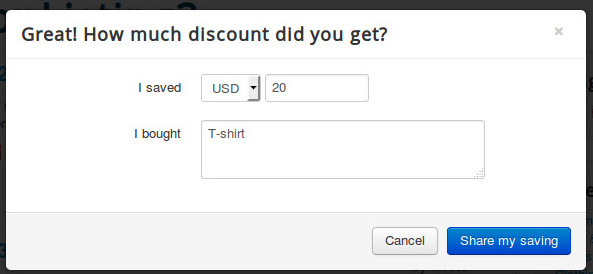 Great! How much discount did you get? ×
I saved USD 20
I bought T-shirt
Cancel Share my saving